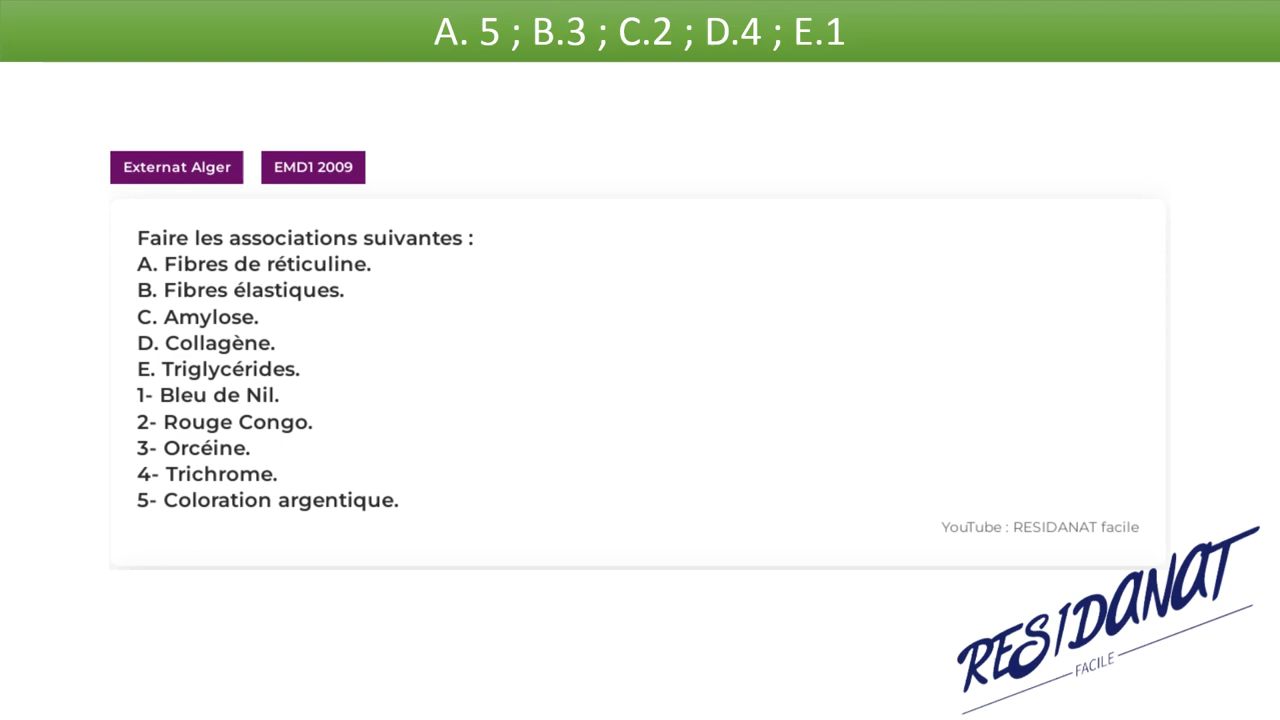 A. 5 ; B.3 ; C.2 ; D.4 ; E.1
Externat Alger
EMD1 2009
Faire les associations suivantes :
A. Fibres de réticuline.
B. Fibres élastiques.
C. Amylose.
D. Collagène.
E. Triglycérides.
1- Bleu de Nil.
2- Rouge Congo.
3- Orcéine.
4- Trichrome.
5- Coloration argentique.
YouTube : RESIDANAT facile
RESIDANAT
FACILE